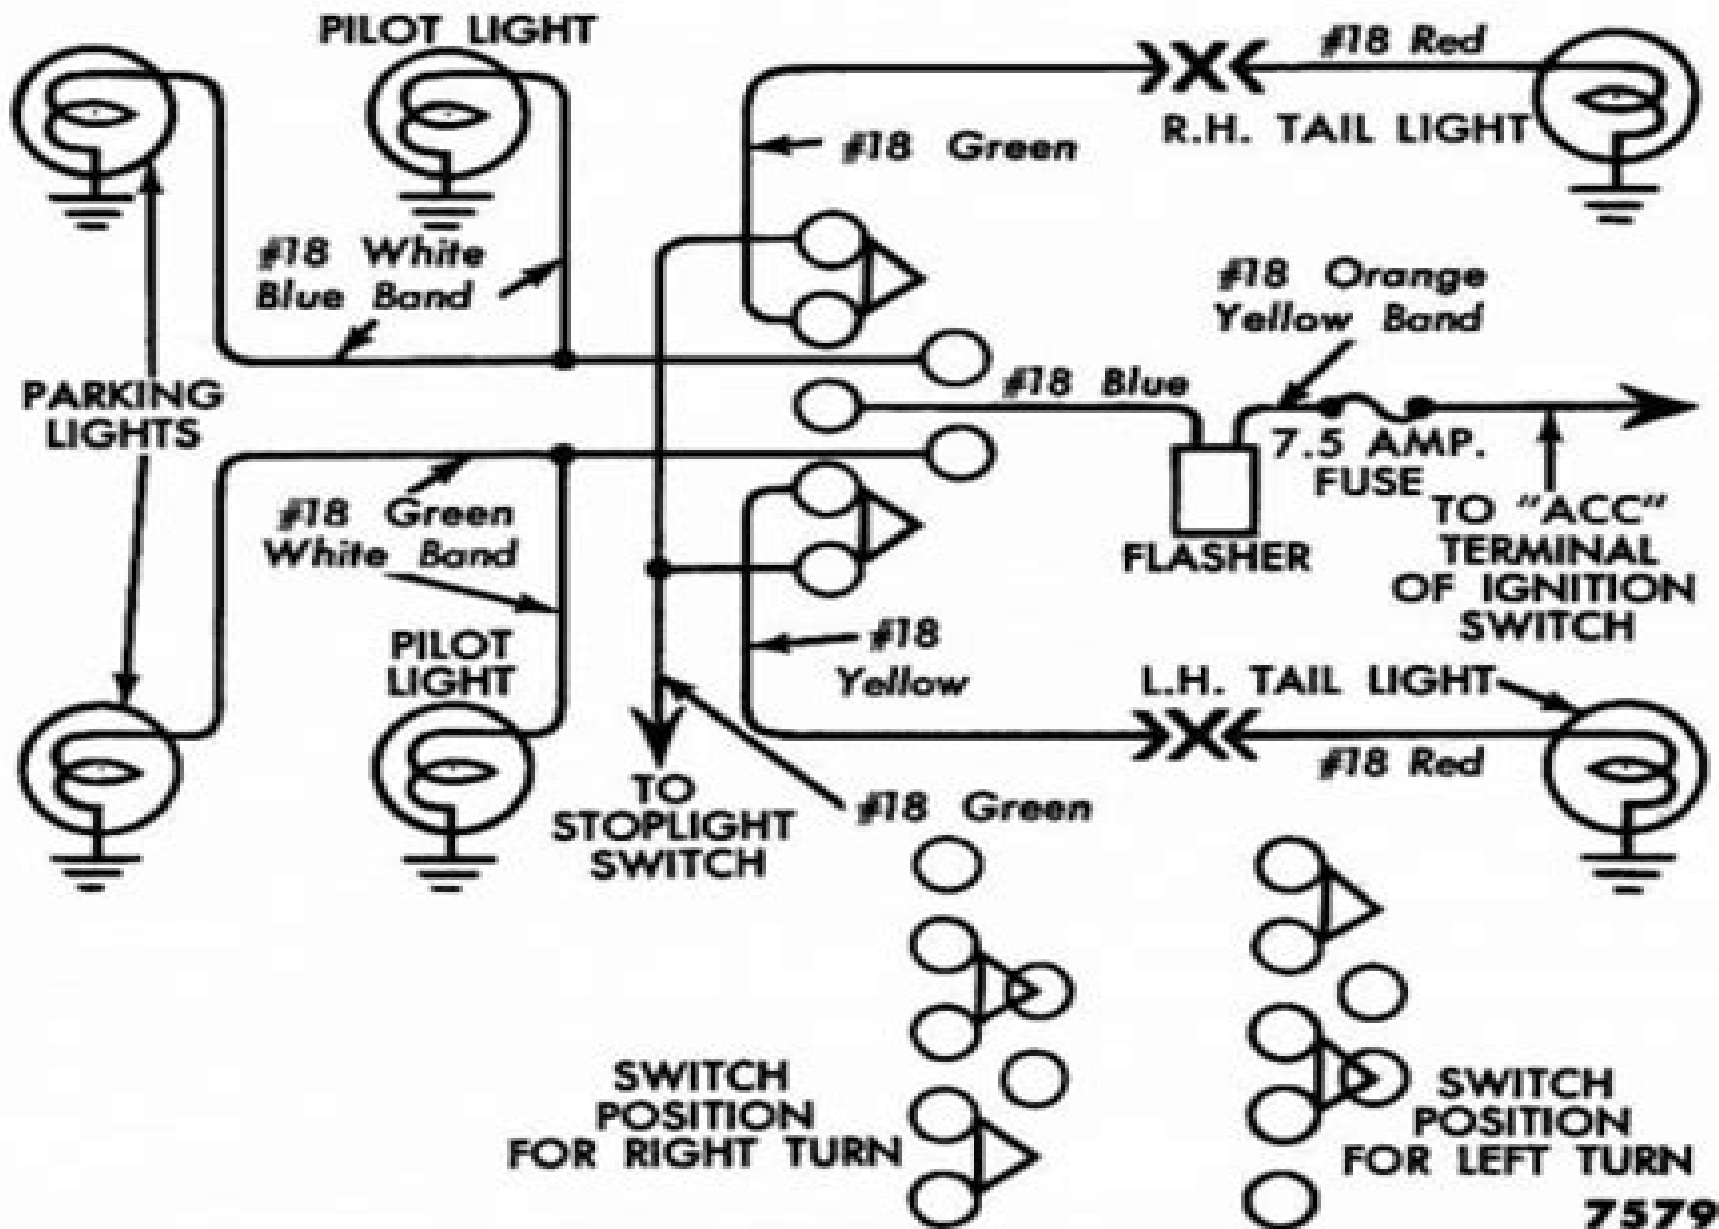 PILOT LIGHT
#18 Red
R.H. TAIL LIGHT
#18 Green
#18 White
Blue Band
#18 Orange
Yellow Band
#18 Blue
PARKING
LIGHTS
7.5 AMP.
FUSE
TO "ACC"
TERMINAL
OF IGNITION
SWITCH
FLASHER
#18 Green
White Band
PILOT
LIGHT
#18
Yellow
L.H. TAIL LIGHT
#18 Red
TO
STOPLIGHT
SWITCH
#18 Green
SWITCH
POSITION
FOR RIGHT TURN
SWITCH
POSITION
FOR LEFT TURN
7579